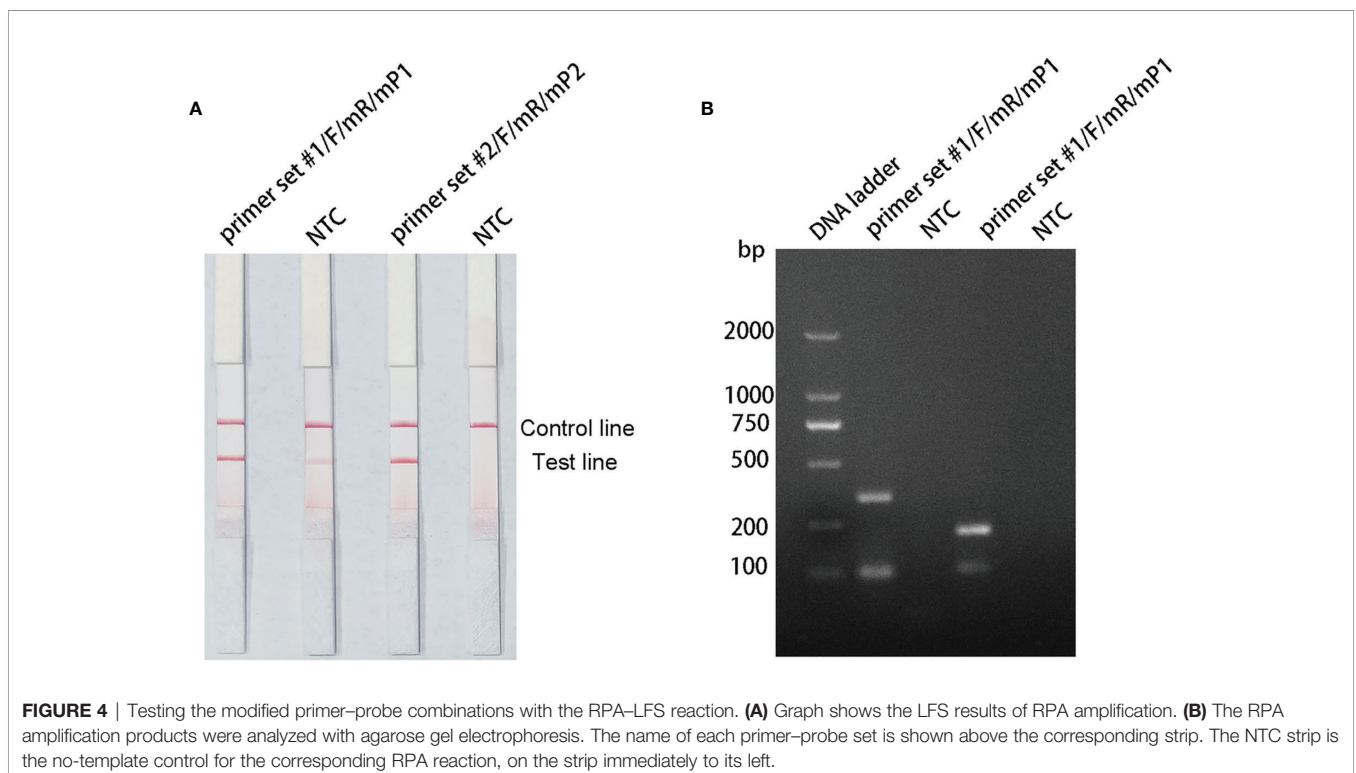 A
primer set #1/F/mR/mP1
NTC
primer set #2/F/mR/mP2
NTC
Control line
Test line
B
DNA ladder
primer set #1/F/mR/mP1
NTC
primer set #1/F/mR/mP1
NTC
bp
2000
1000
750
500
200
100
FIGURE 4 | Testing the modified primer–probe combinations with the RPA–LFS reaction. (A) Graph shows the LFS results of RPA amplification. (B) The RPA
amplification products were analyzed with agarose gel electrophoresis. The name of each primer–probe set is shown above the corresponding strip. The NTC strip is
the no-template control for the corresponding RPA reaction, on the strip immediately to its left.